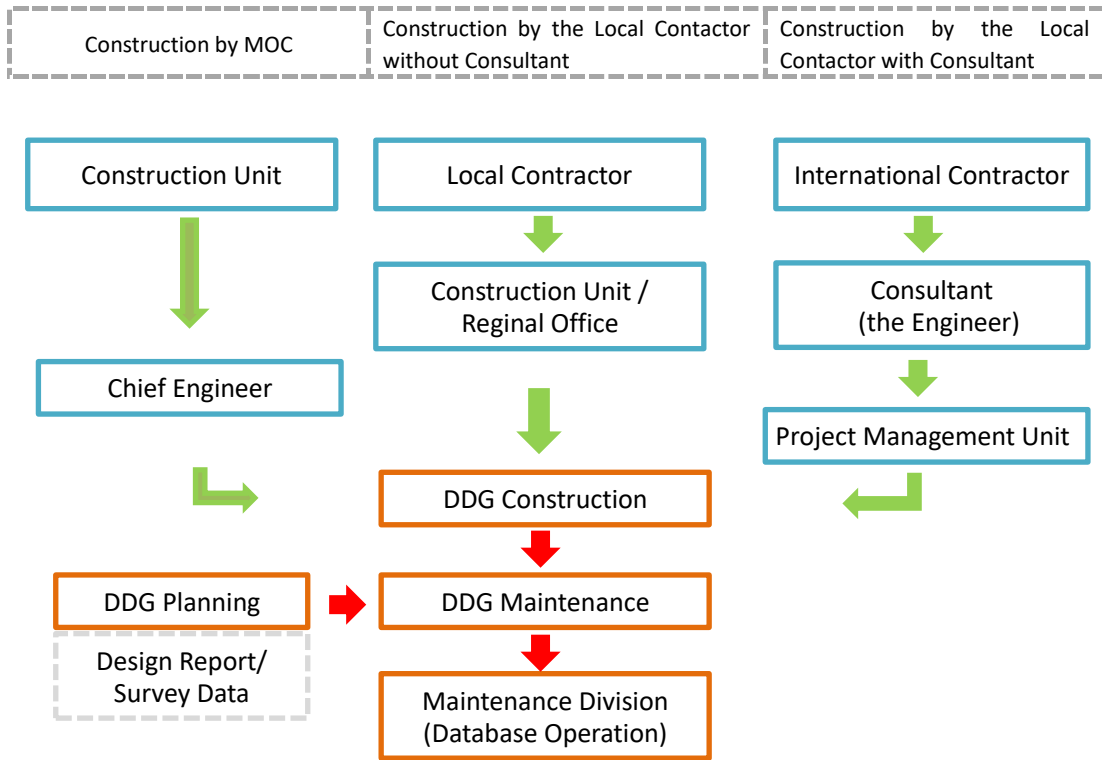 Construction by MOC
Construction by the Local Contactor
without Consultant
Construction by the Local
Contactor with Consultant
Construction Unit
Local Contractor
International Contractor
Construction Unit /
Reginal Office
Consultant
(the Engineer)
Chief Engineer
Project Management Unit
DDG Construction
DDG Planning
DDG Maintenance
Design Report/
Survey Data
Maintenance Division
(Database Operation)